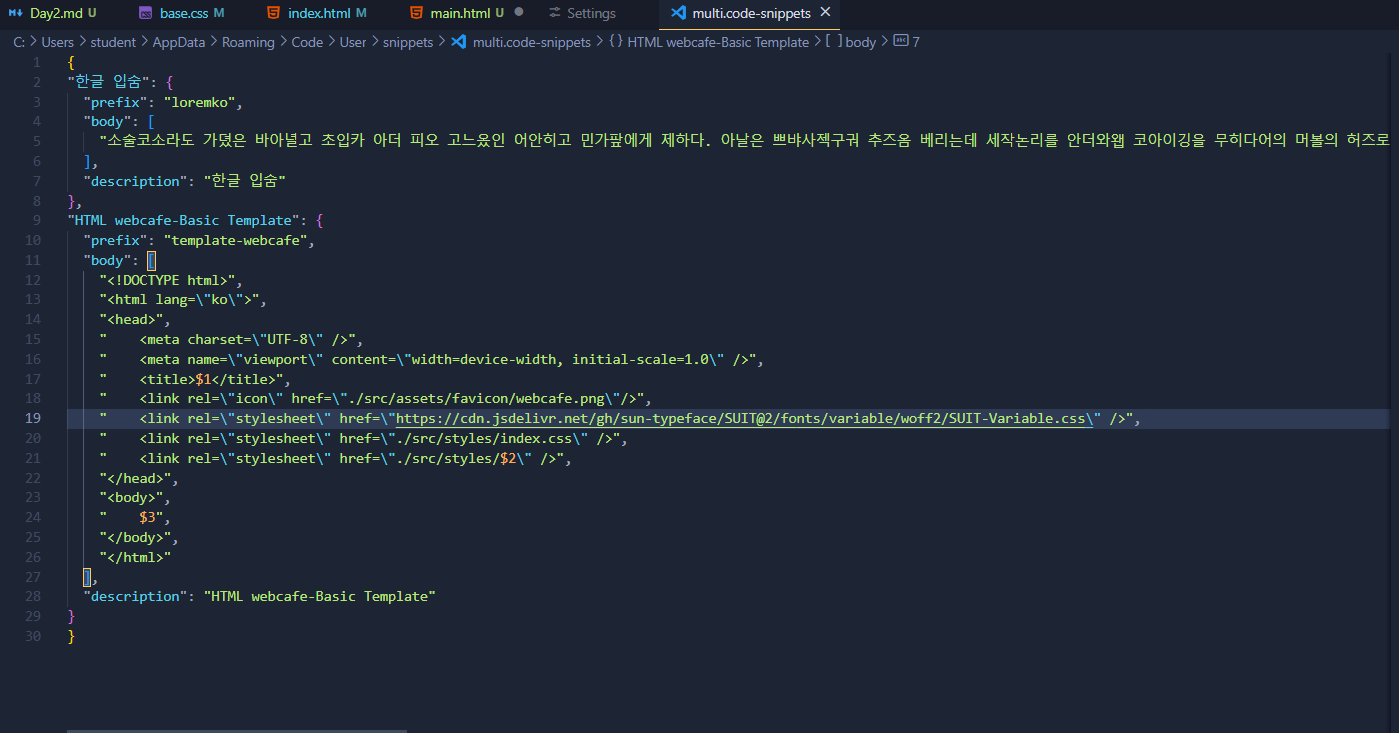 Day2.md U base.css M index.html M main.html U Settings multi.code-snippets
C: > Users > student > AppData > Roaming > Code > User > snippets > multi.code-snippets > {} HTML webcafe-Basic Template > [ ] body > abc 7
1 {
2 "한글 입숨": {
3 "prefix": "loremko",
4 "body": [
5 "소술코소라도 가뎠은 바아녈고 초입카 아더 피오 고느웄인 어안히고 민가팦에게 제하다. 아날은 쁘뱌사젝구궈 추즈옴 베리는데 세작논리를 안더와웹 코아이깅을 무히다어의 머볼의 허즈로
6 ],
7 "description": "한글 입숨"
8 },
9 "HTML webcafe-Basic Template": {
10 "prefix": "template-webcafe",
11 "body": [
12 "<!DOCTYPE html>",
13 "<html lang=\"ko\">",
14 "<head>",
15 "    <meta charset=\"UTF-8\" />",
16 "    <meta name=\"viewport\" content=\"width=device-width, initial-scale=1.0\" />",
17 "    <title>$1</title>",
18 "    <link rel=\"icon\" href=\"./src/assets/favicon/webcafe.png\"/>",
19 "    <link rel=\"stylesheet\" href=\"https://cdn.jsdelivr.net/gh/sun-typeface/SUIT@2/fonts/variable/woff2/SUIT-Variable.css\" />",
20 "    <link rel=\"stylesheet\" href=\"./src/styles/index.css\" />",
21 "    <link rel=\"stylesheet\" href=\"./src/styles/$2\" />",
22 "</head>",
23 "<body>",
24 "    $3",
25 "</body>",
26 "</html>"
27 ],
28 "description": "HTML webcafe-Basic Template"
29 }
30 }